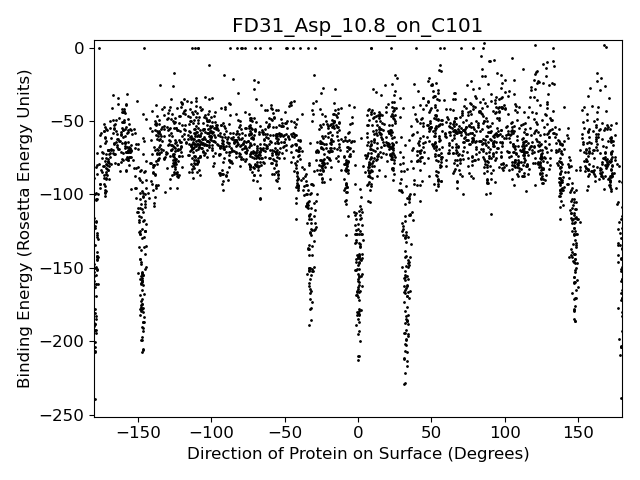 FD31_Asp_10.8_on_C101
Binding Energy (Rosetta Energy Units)
0
−50
−100
−150
−200
−250
−150 −100 −50 0 50 100 150
Direction of Protein on Surface (Degrees)